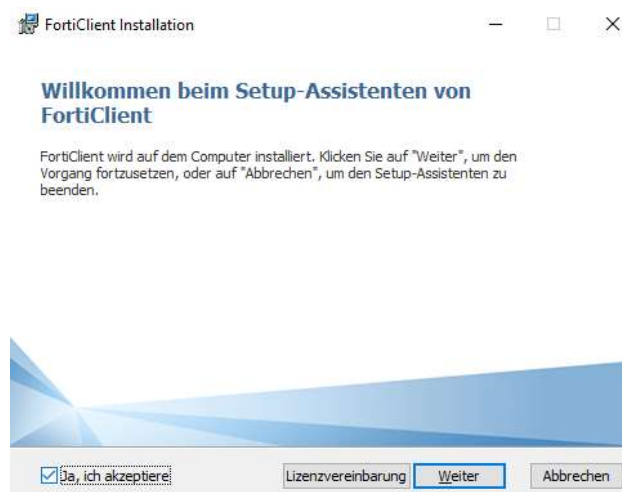 FortiClient Installation
Willkommen beim Setup-Assistenten von
FortiClient
FortiClient wird auf dem Computer installiert. Klicken Sie auf "Weiter", um den
Vorgang fortzusetzen, oder auf "Abbrechen", um den Setup-Assistenten zu
beenden.
Ja, ich akzeptiere Lizenzvereinbarung Weiter Abbrechen